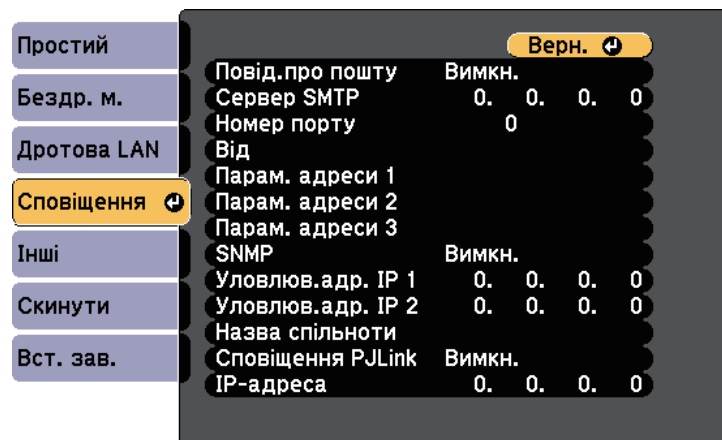 Простий
Бездр. м.
Дротова LAN
Сповіщення
Інші
Скинути
Вст. зав.
Верн.
Повід.про пошту Вимкн.
Сервер SMTP 0. 0. 0. 0
Номер порту 0
Від
Парам. адреси 1
Парам. адреси 2
Парам. адреси 3
SNMP Вимкн.
Уловлюв.адр. IP 1 0. 0. 0. 0
Уловлюв.адр. IP 2 0. 0. 0. 0
Назва спільноти
Сповіщення PJLink Вимкн.
IP-адреса 0. 0. 0. 0